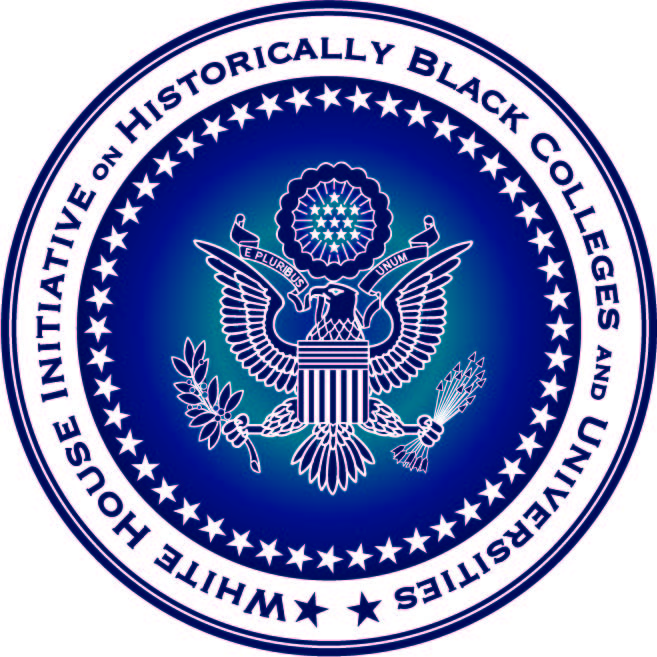 WHITE HOUSE INITIATIVE ON HISTORICALLY BLACK COLLEGES AND UNIVERSITIES
E PLURIBUS UNUM